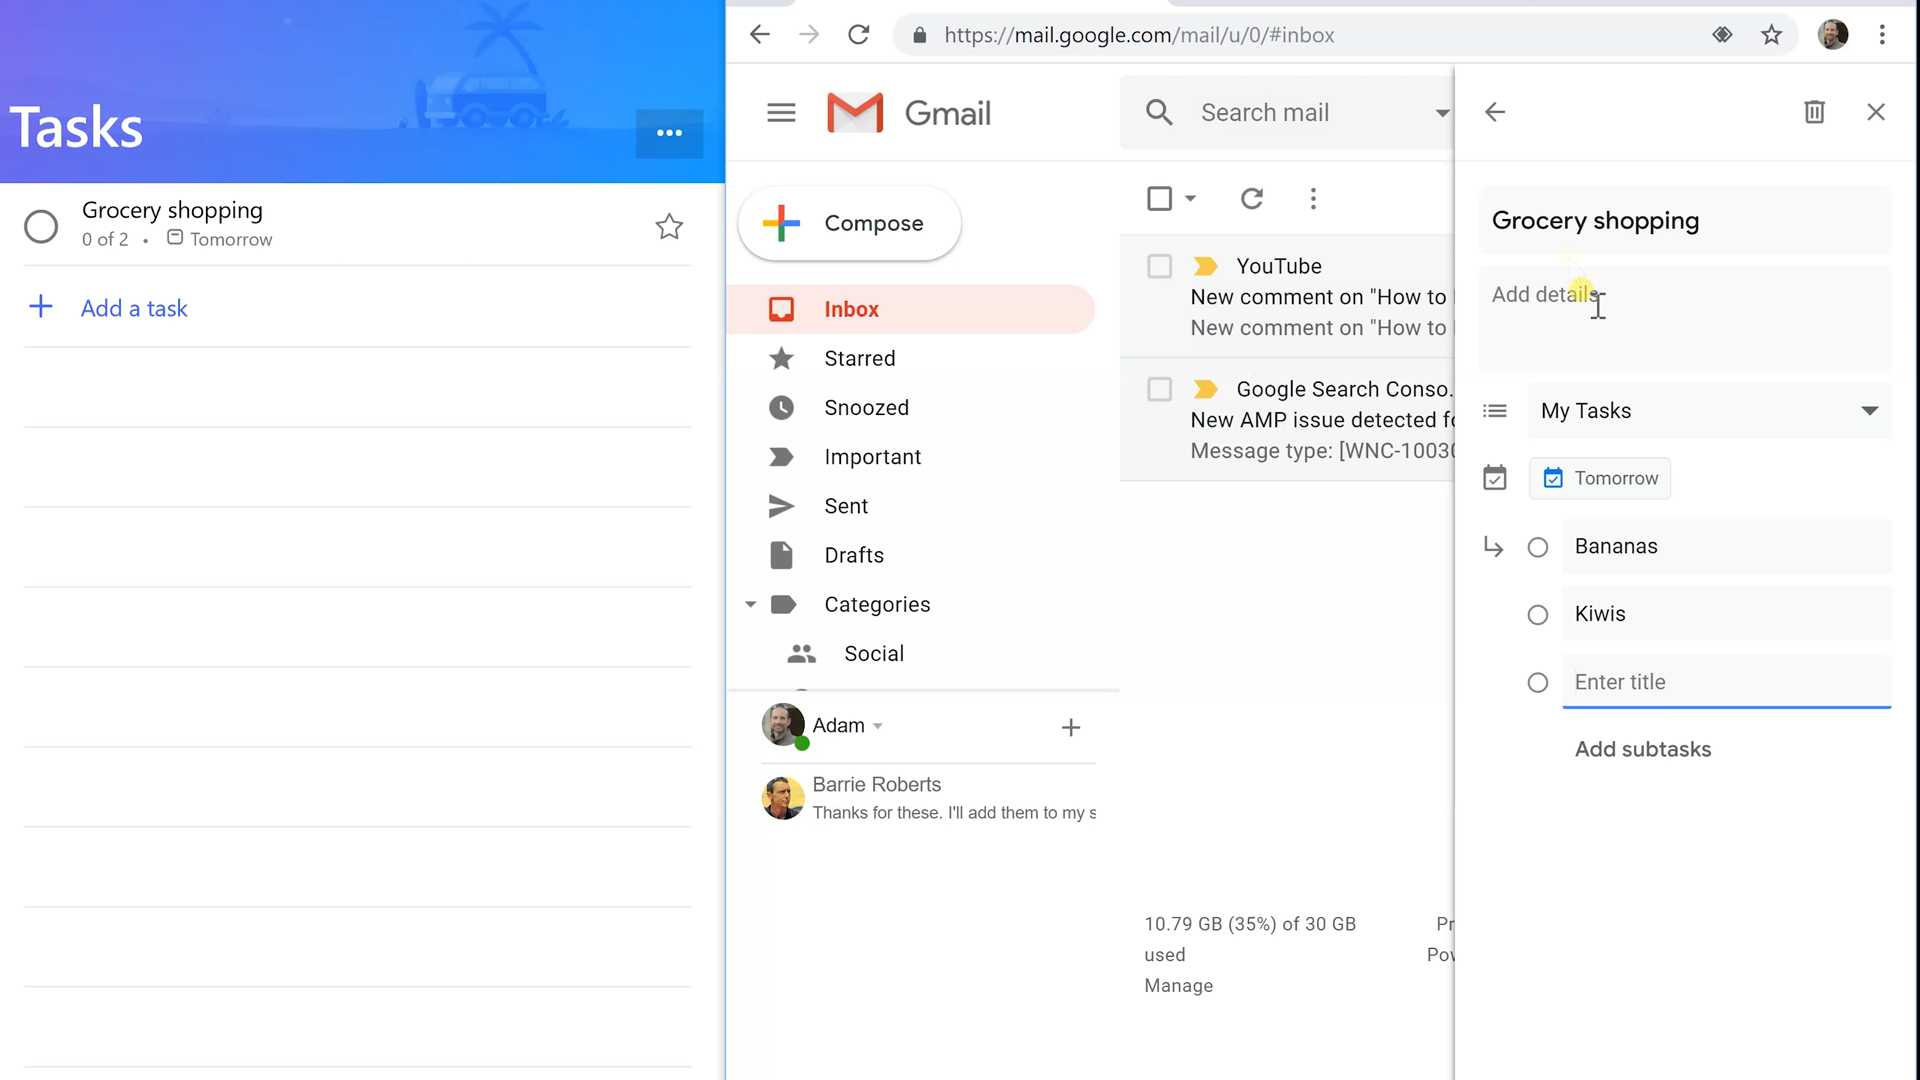 Tasks
Grocery shopping
0 of 2 • Tomorrow
Add a task
https://mail.google.com/mail/u/0/#inbox
Gmail
Search mail
Compose
Inbox
Starred
Snoozed
Important
Sent
Drafts
Categories
Social
Adam
Barrie Roberts
Thanks for these. I'll add them to my s
YouTube
New comment on "How to
New comment on "How to
Google Search Conso.
New AMP issue detected fo
Message type: [WNC-10030
10.79 GB (35%) of 30 GB
used
Manage
Pr
Pow
Grocery shopping
Add details
My Tasks
Tomorrow
Bananas
Kiwis
Enter title
Add subtasks